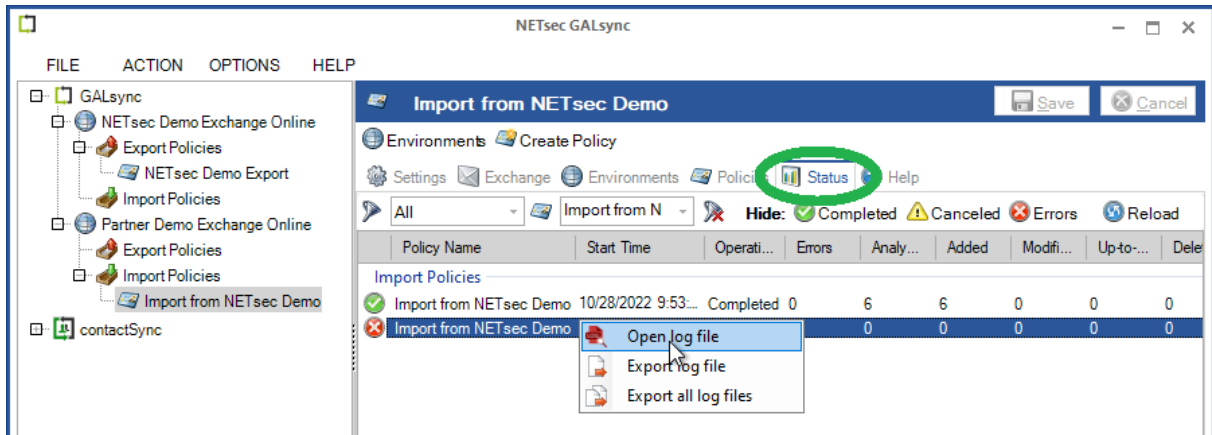 NETsec GALsync
FILE ACTION OPTIONS HELP
GALsync
NETsec Demo Exchange Online
Export Policies
NETsec Demo Export
Import Policies
Partner Demo Exchange Online
Export Policies
Import Policies
Import from NETsec Demo
contactSync
Import from NETsec Demo
Save Cancel
Environments Create Policy
Settings Exchange Environments Policies Status Help
All Import from N Hide: Completed Canceled Errors Reload
Policy Name Start Time Operati... Errors Analy... Added Modifi... Up-to-... Delet
Import Policies
Import from NETsec Demo 10/28/2022 9:53:... Completed 0 6 6 0 0 0
Import from NETsec Demo 0 0 0 0 0
Open log file
Export log file
Export all log files